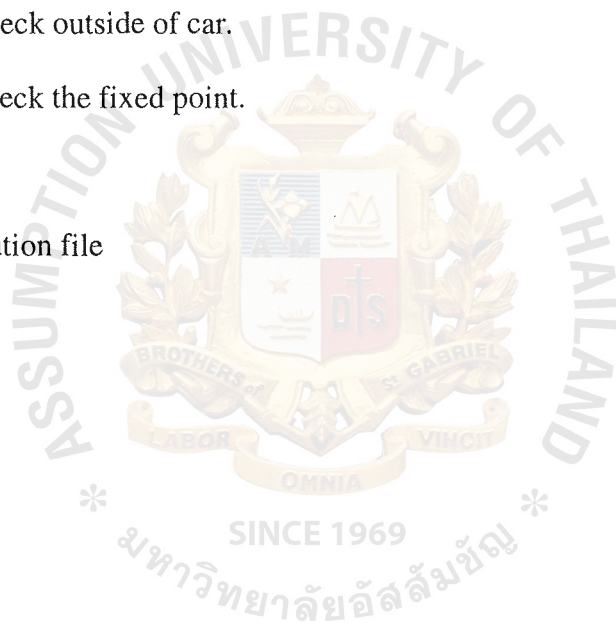 eck outside of car.
eck the fixed point.
ation file
ASSUMPTION UNIVERSITY OF THAILAND
A M
D S
BROTHERS of St GABRIEL
LABOR OMNIA VINCIT
SINCE 1969
* มหาวิทยาลัยอัสสัมชัญ *